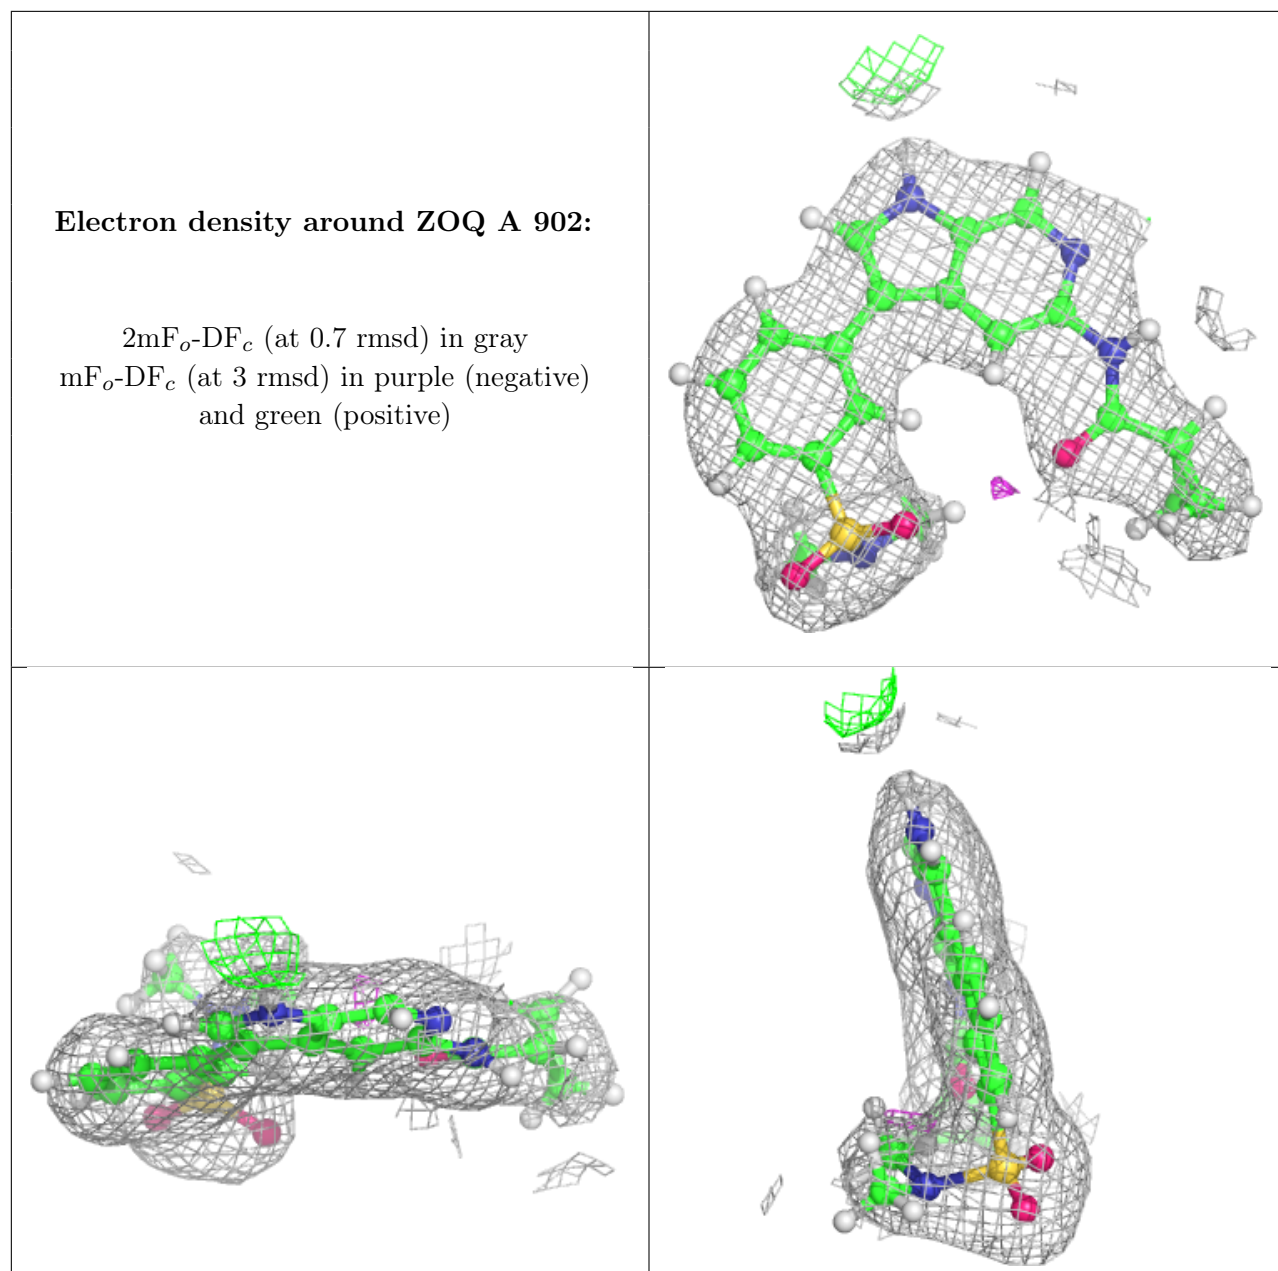 Electron density around ZOQ A 902:
2mFo-DFc (at 0.7 rmsd) in gray
mFo-DFc (at 3 rmsd) in purple (negative)
and green (positive)